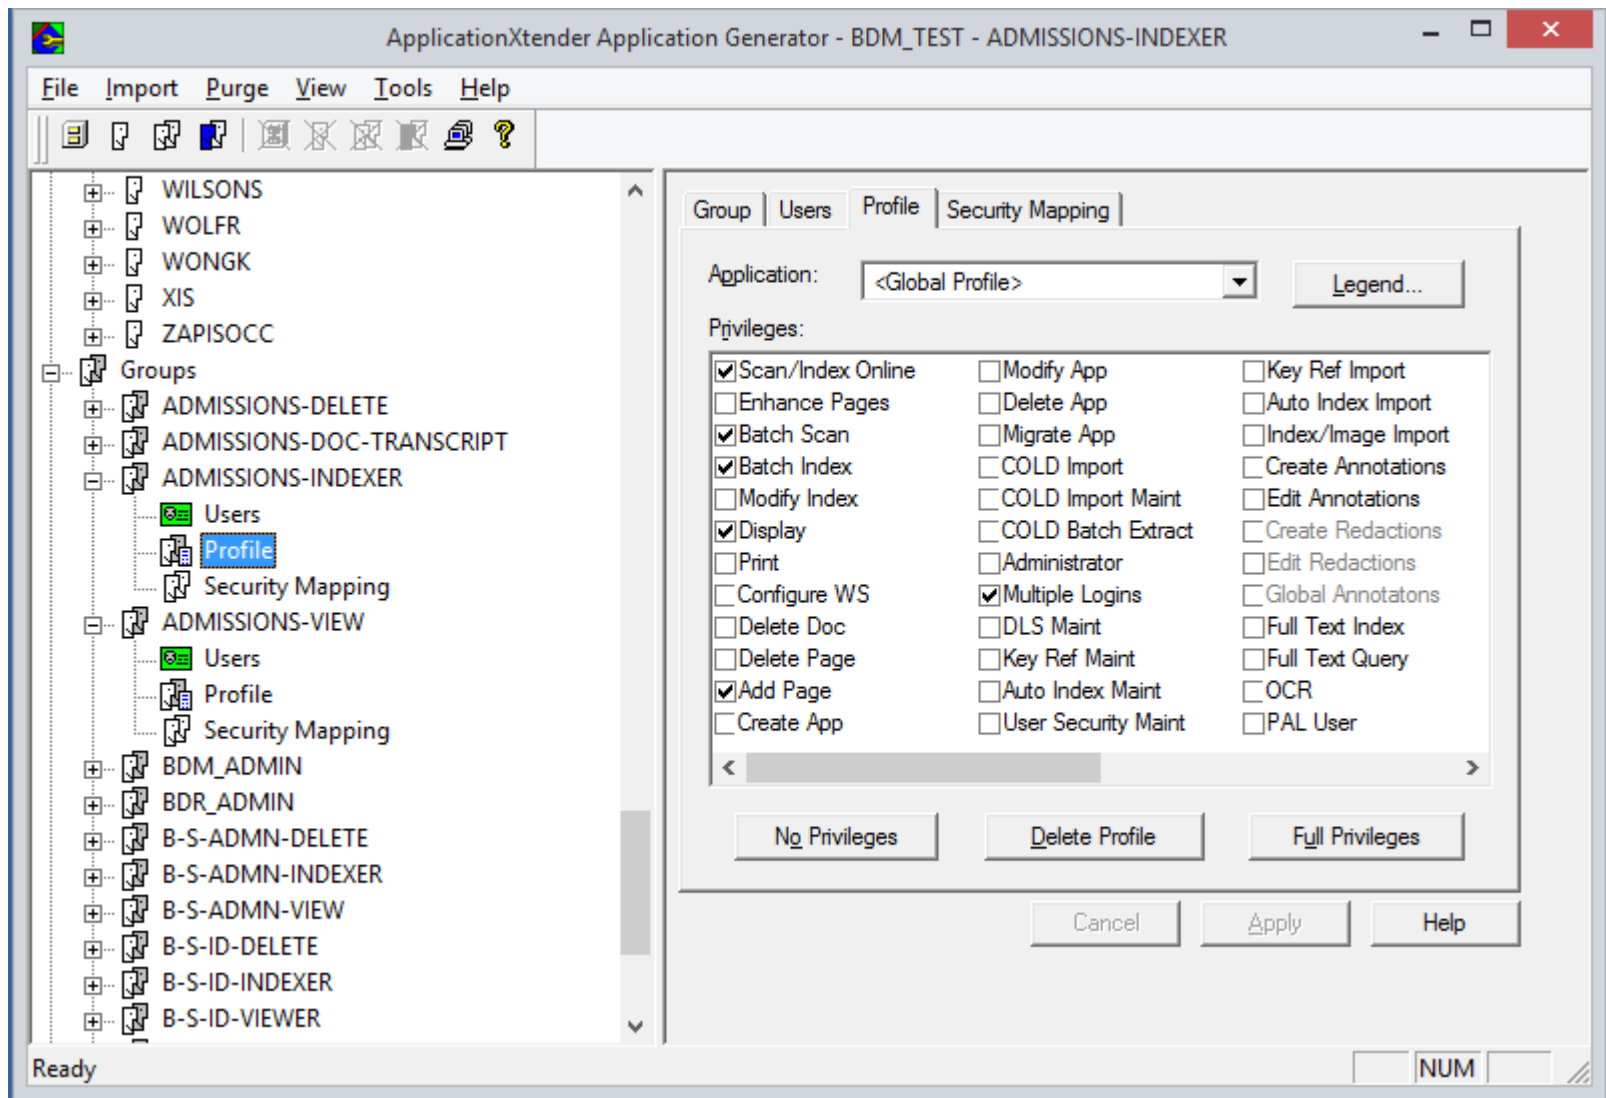 ApplicationXtender Application Generator - BDM_TEST - ADMISSIONS-INDEXER
File Import Purge View Tools Help
WILSONS
WOLFR
WONGK
XIS
ZAPISOCC
Groups
ADMISSIONS-DELETE
ADMISSIONS-DOC-TRANSCRIPT
ADMISSIONS-INDEXER
Users
Profile
Security Mapping
ADMISSIONS-VIEW
Users
Profile
Security Mapping
BDM_ADMIN
BDR_ADMIN
B-S-ADMN-DELETE
B-S-ADMN-INDEXER
B-S-ADMN-VIEW
B-S-ID-DELETE
B-S-ID-INDEXER
B-S-ID-VIEWER
Group Users Profile Security Mapping
Application: <Global Profile> Legend...
Privileges:
Scan/Index Online Modify App Key Ref Import
Enhance Pages Delete App Auto Index Import
Batch Scan Migrate App Index/Image Import
Batch Index COLD Import Create Annotations
Modify Index COLD Import Maint Edit Annotations
Display COLD Batch Extract Create Redactions
Print Administrator Edit Redactions
Configure WS Multiple Logins Global Annotatons
Delete Doc DLS Maint Full Text Index
Delete Page Key Ref Maint Full Text Query
Add Page Auto Index Maint OCR
Create App User Security Maint PAL User
No Privileges Delete Profile Full Privileges
Cancel Apply Help
Ready NUM